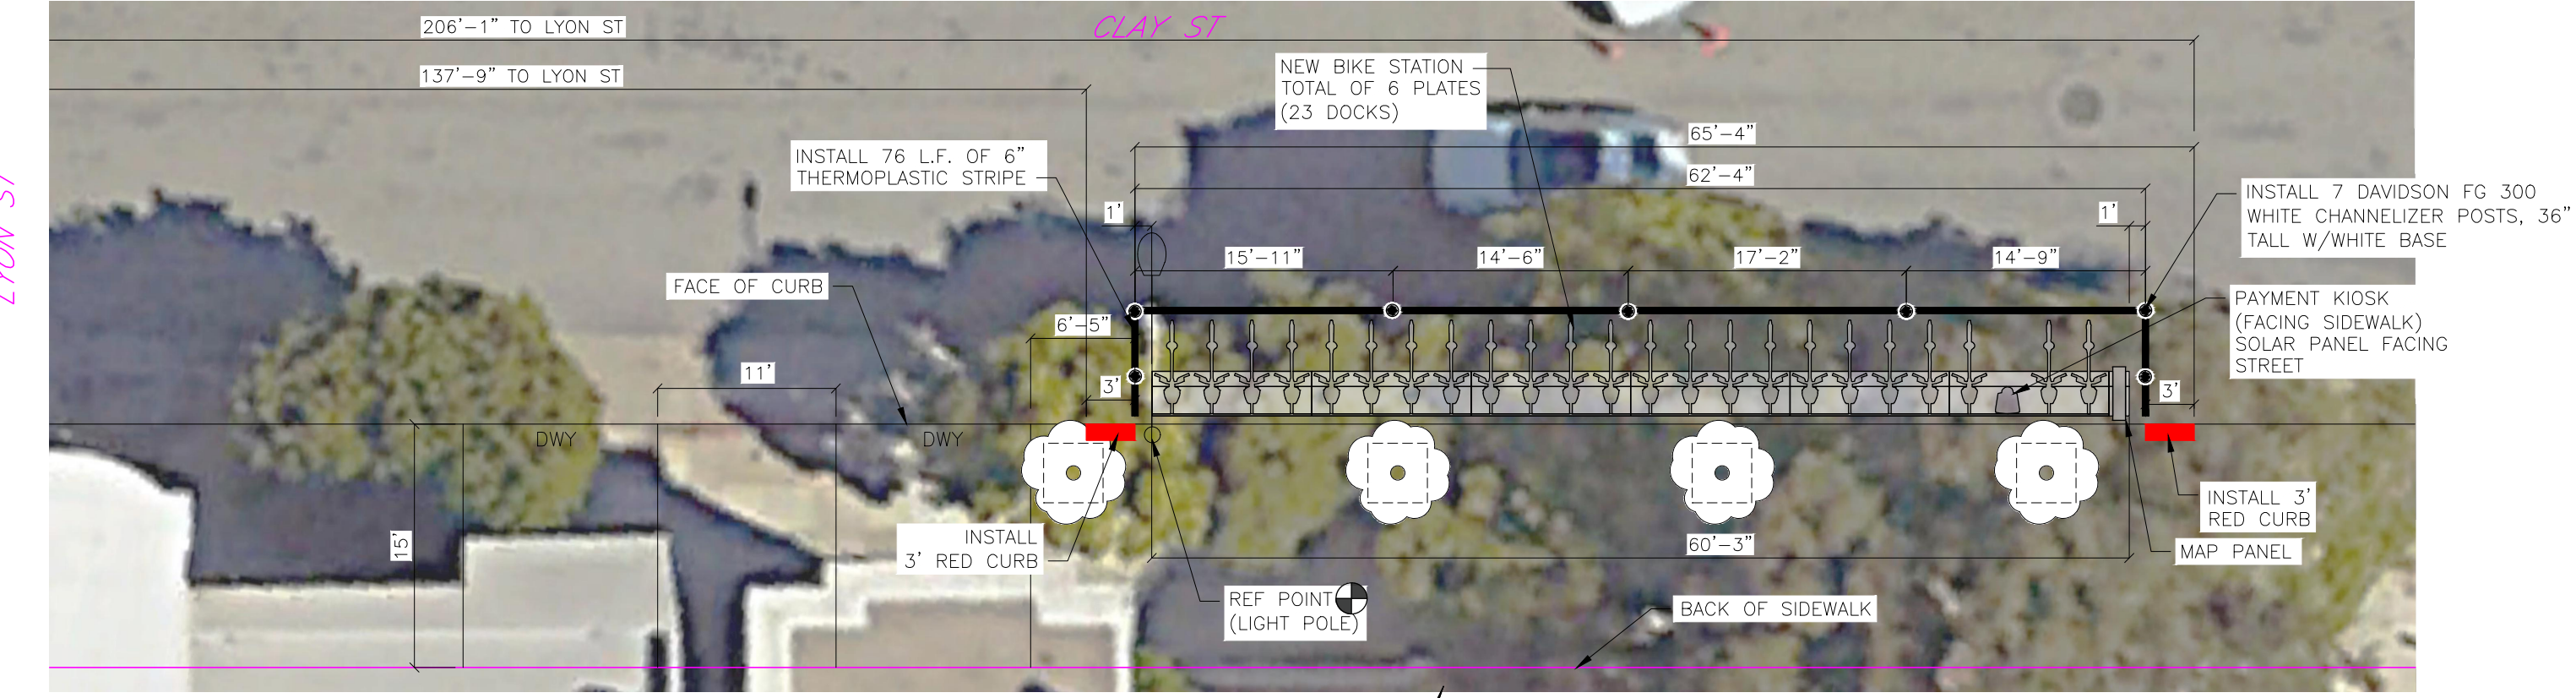 206'-1" TO LYON ST
CLAY ST
137'-9" TO LYON ST
NEW BIKE STATION
TOTAL OF 6 PLATES
(23 DOCKS)
65'-4"
INSTALL 76 L.F. OF 6"
THERMOPLASTIC STRIPE
62'-4"
LYON ST
1'
1'
INSTALL 7 DAVIDSON FG 300
WHITE CHANNELIZER POSTS, 36"
TALL W/WHITE BASE
15'-11"
14'-6"
17'-2"
14'-9"
FACE OF CURB
PAYMENT KIOSK
(FACING SIDEWALK)
SOLAR PANEL FACING
STREET
6'-5"
11'
3'
3'
DWY
DWY
INSTALL 3'
RED CURB
INSTALL
3' RED CURB
15'
60'-3"
MAP PANEL
REF POINT
(LIGHT POLE)
BACK OF SIDEWALK